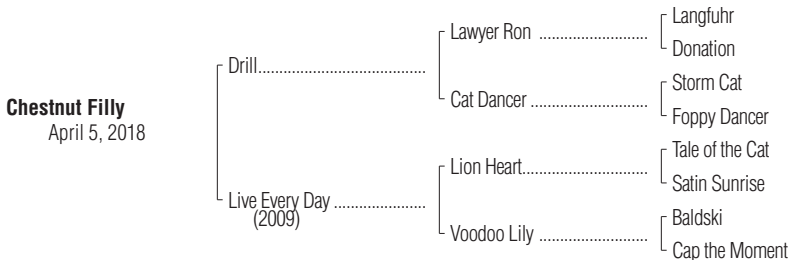 Chestnut Filly
April 5, 2018
Drill......................................
Live Every Day .....................
(2009)
Lawyer Ron .........................
Cat Dancer ...........................
Lion Heart............................
Voodoo Lily .........................
Langfuhr
Donation
Storm Cat
Foppy Dancer
Tale of the Cat
Satin Sunrise
Baldski
Cap the Moment